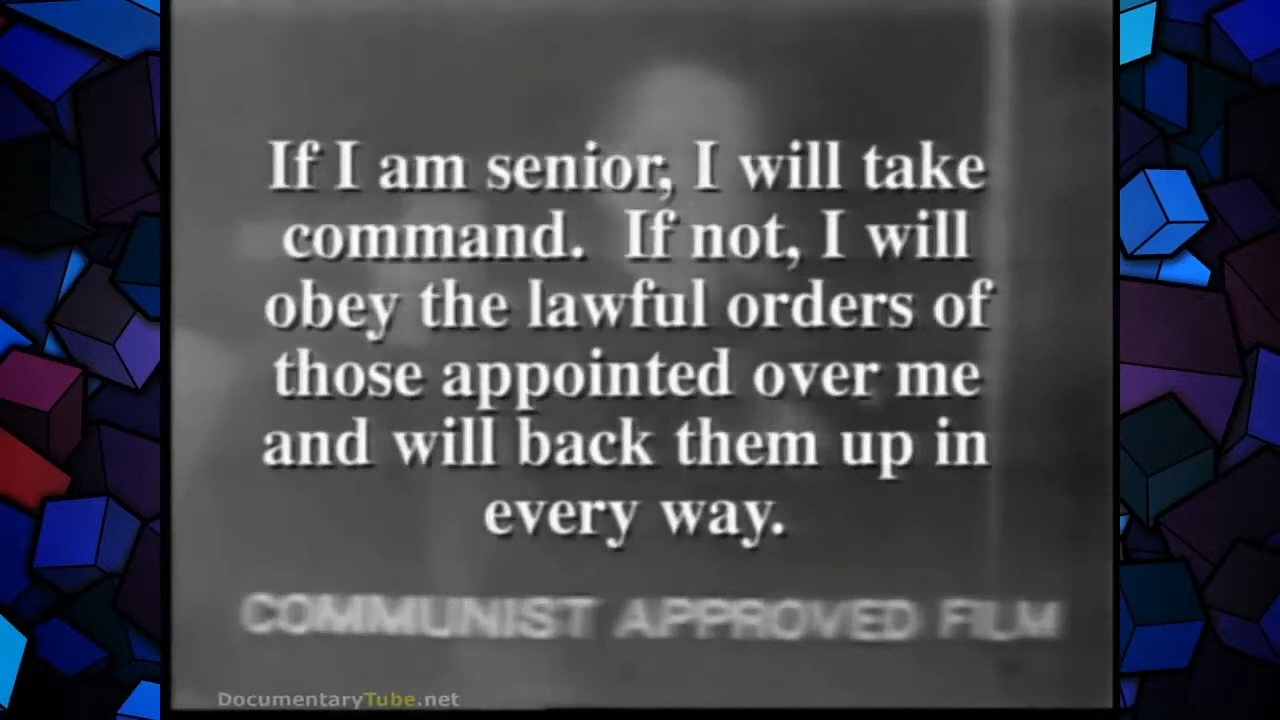 If I am senior, I will take
command. If not, I will
obey the lawful orders of
those appointed over me
and will back them up in
every way.
COMMUNIST APPROVED FILM
DocumentaryTube.net